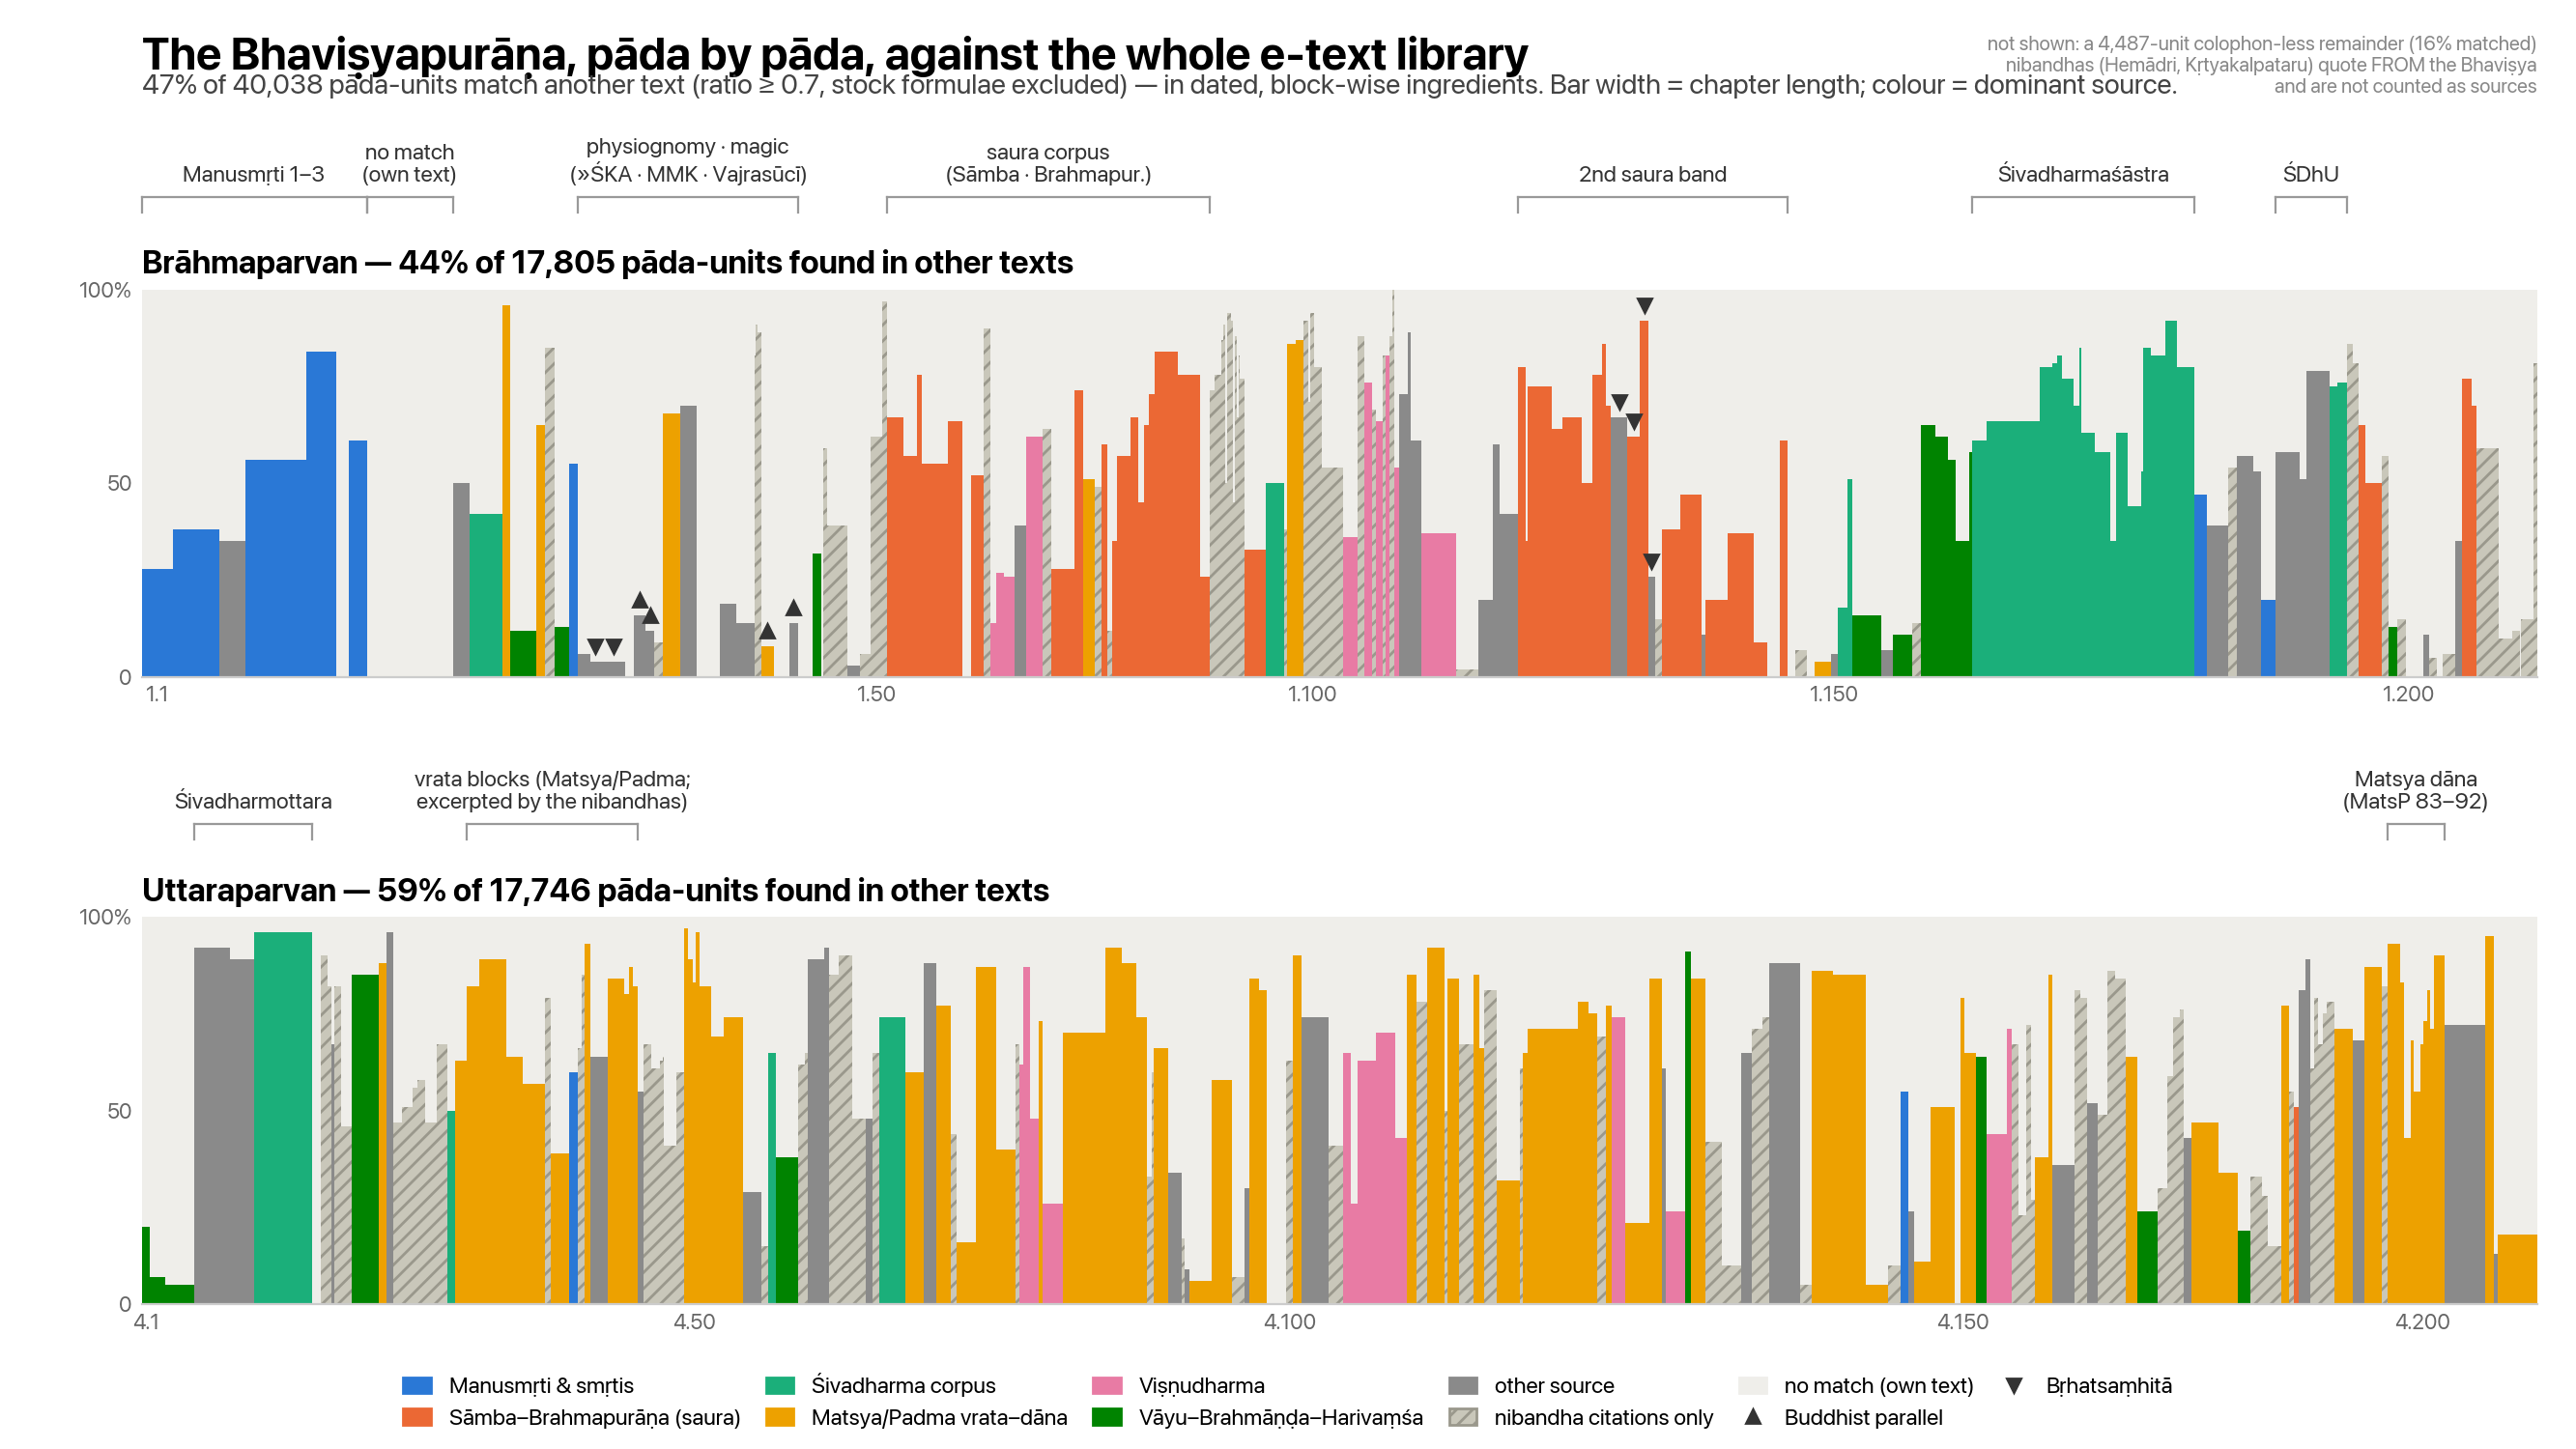 The Bhaviṣyapurāṇa, pāda by pāda, against the whole e-text library
47% of 40,038 pāda-units match another text (ratio ≥ 0.7, stock formulae excluded) — in dated, block-wise ingredients. Bar width = chapter length; colour = dominant source.
not shown: a 4,487-unit colophon-less remainder (16% matched)
nibandhas (Hemādri, Kṛtyakalpataru) quote FROM the Bhaviṣya
and are not counted as sources
Manusmṛti 1–3
no match
(own text)
physiognomy · magic
(»ŚKA · MMK · Vajrasūcī)
saura corpus
(Sāmba · Brahmapur.)
2nd saura band
Śivadharmaśāstra
ŚDhU
Brāhmaparvan — 44% of 17,805 pāda-units found in other texts
100%
50
0
1.1
1.50
1.100
1.150
1.200
Śivadharmottara
vrata blocks (Matsya/Padma;
excerpted by the nibandhas)
Matsya dāna
(MatsP 83–92)
Uttaraparvan — 59% of 17,746 pāda-units found in other texts
100%
50
0
4.1
4.50
4.100
4.150
4.200
Manusmṛti & smṛtis
Śivadharma corpus
Viṣṇudharma
other source
no match (own text)
Bṛhatsaṃhitā
Sāmba–Brahmapurāṇa (saura)
Matsya/Padma vrata–dāna
Vāyu–Brahmāṇḍa–Harivaṃśa
nibandha citations only
Buddhist parallel